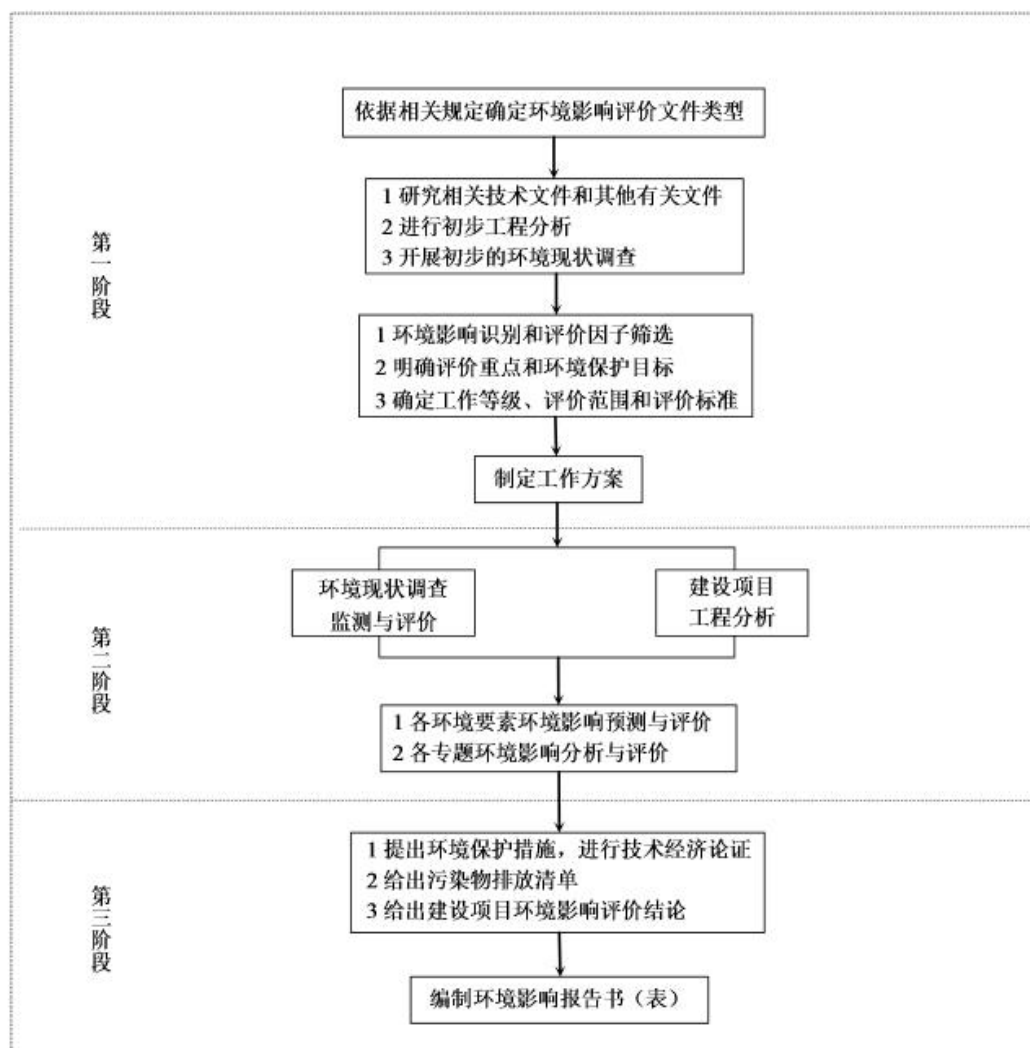 依据相关规定确定环境影响评价文件类型
第一阶段
1 研究相关技术文件和其他有关文件
2 进行初步工程分析
3 开展初步的环境现状调查
1 环境影响识别和评价因子筛选
2 明确评价重点和环境保护目标
3 确定工作等级、评价范围和评价标准
制定工作方案
第二阶段
环境现状调查
监测与评价
建设项目
工程分析
1 各环境要素环境影响预测与评价
2 各专题环境影响分析与评价
第三阶段
1 提出环境保护措施，进行技术经济论证
2 给出污染物排放清单
3 给出建设项目环境影响评价结论
编制环境影响报告书（表）